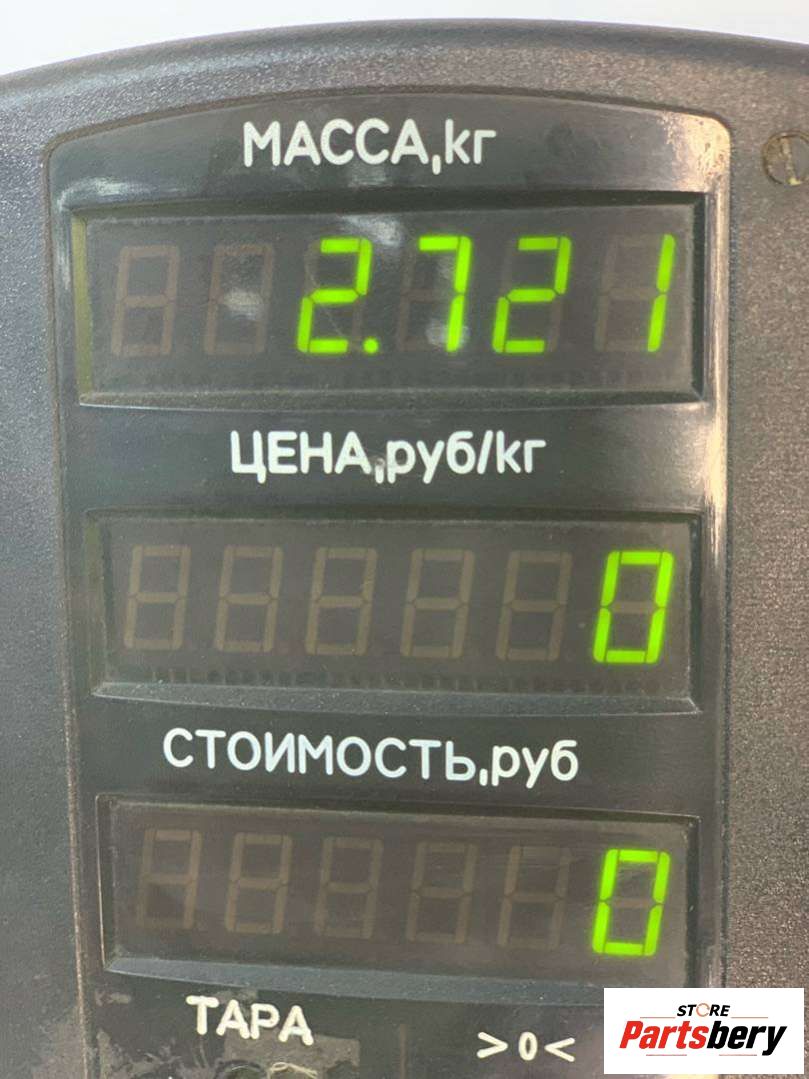 МАССА,кг
2.721
ЦЕНА,руб/кг
0
СТОИМОСТЬ,руб
0
ТАРА
>0<
STORE
Partsbery